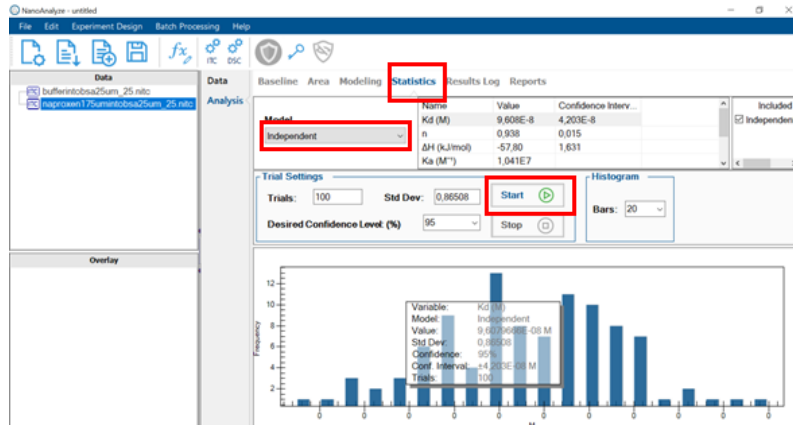 NanoAnalyze - untitled
File Edit Experiment Design Batch Processing Help
ITC DSC
Data
bufferintobsa25um_25.nitc
naproxen175umintobsa25um_25.nitc
Overlay
Data
Analysis
Baseline Area Modeling Statistics Results Log Reports
Model
Independent
Name Value Confidence Interv...
Kd (M) 9,608E-8 4,203E-8
n 0,938 0,015
ΔH (kJ/mol) -57,80 1,631
Ka (M⁻¹) 1,041E7
Included
Independen
Trial Settings
Trials: 100 Std Dev: 0,86508
Desired Confidence Level: (%) 95
Start
Stop
Histogram
Bars: 20
Frequency
12
10
8
6
4
2
Variable: Kd (M)
Model: Independent
Value: 9,6079666E-08 M
Std Dev: 0,86508
Confidence: 95%
Conf. Interval: ±4,203E-08 M
Trials: 100
0 0 0 0 0 0 0 0 0 0
M